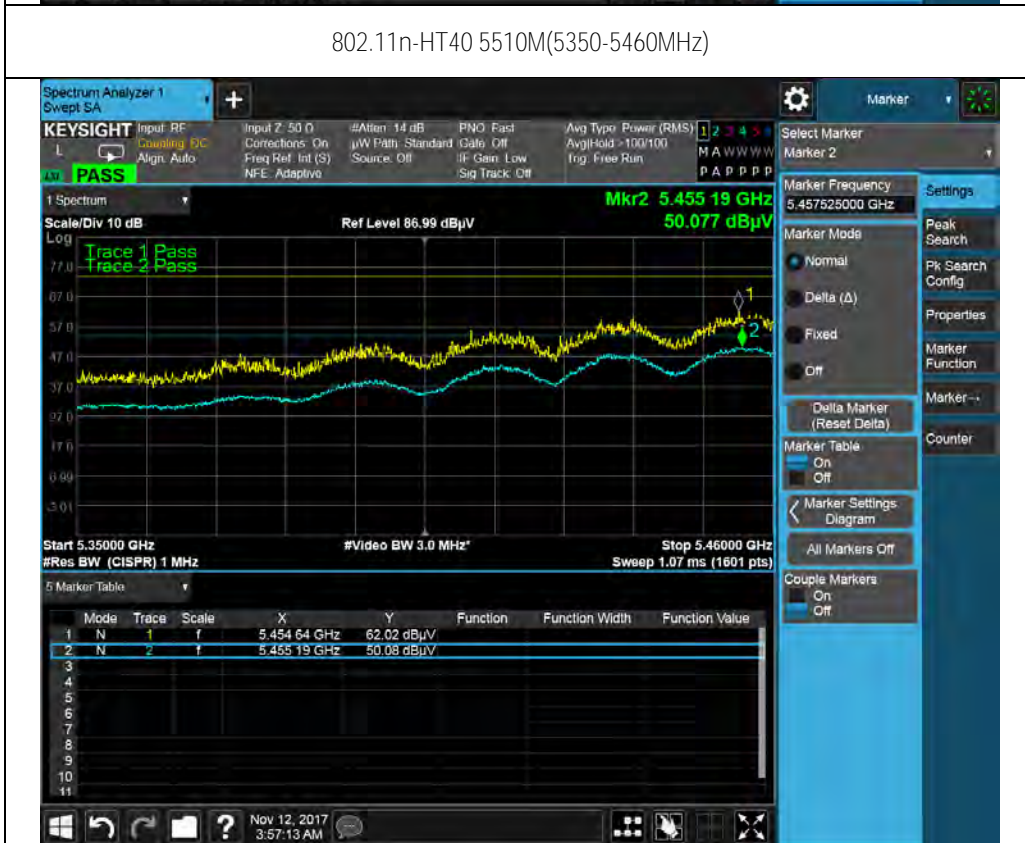 802.11n-HT40 5510M(5350-5460MHz)
Spectrum Analyzer 1
Swept SA
+
Marker
KEYSIGHT Input: RF
Coupling: DC
Align: Auto
Input Z: 50 Ω
Corrections: On
Freq Ref: Int (S)
NFE: Adaptive
#Atten: 14 dB
µW Path: Standard
Source: Off
PNO: Fast
Gate: Off
IF Gain: Low
Sig Track: Off
Avg Type: Power (RMS)
Avg|Hold >100/100
Trig: Free Run
1 2 3 4 5 6
M A W W W W
P A P P P P
L
LXI PASS
Select Marker
Marker 2
1 Spectrum
Scale/Div 10 dB
Ref Level 86.99 dBµV
Mkr2 5.455 19 GHz
50.077 dBµV
Log
Trace 1 Pass
Trace 2 Pass
77.0
67.0
57.0
47.0
37.0
27.0
17.0
6.99
-3.01
1
2
Start 5.35000 GHz
#Video BW 3.0 MHz*
Stop 5.46000 GHz
#Res BW (CISPR) 1 MHz
Sweep 1.07 ms (1601 pts)
5 Marker Table
Mode Trace Scale X Y Function Function Width Function Value
1 N 1 f 5.454 64 GHz 62.02 dBµV
2 N 2 f 5.455 19 GHz 50.08 dBµV
3
4
5
6
7
8
9
10
11
Marker Frequency
5.457525000 GHz
Marker Mode
Normal
Delta (Δ)
Fixed
Off
Delta Marker
(Reset Delta)
Marker Table
On
Off
Marker Settings
Diagram
All Markers Off
Couple Markers
On
Off
Settings
Peak
Search
Pk Search
Config
Properties
Marker
Function
Marker→
Counter
?
Nov 12, 2017
3:57:13 AM